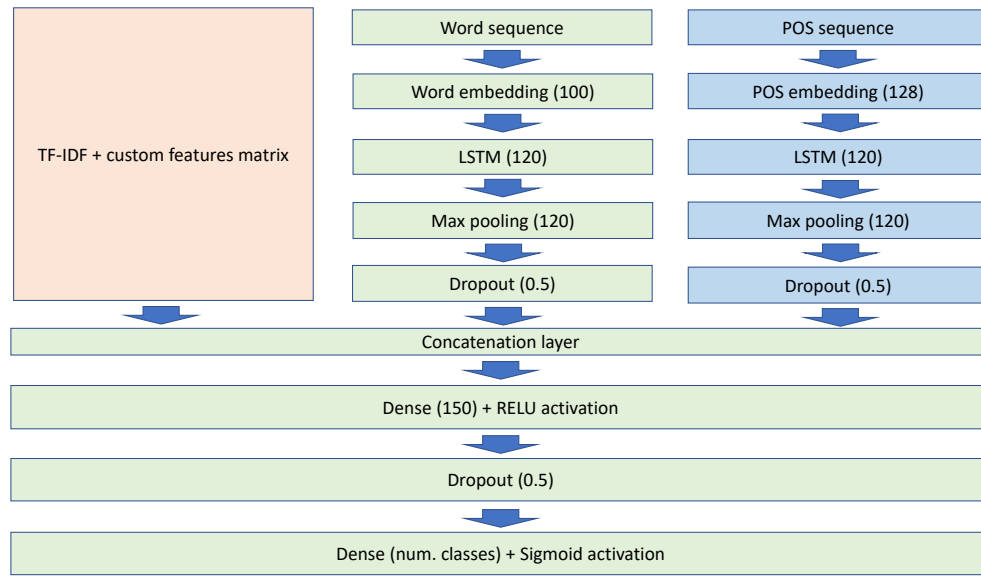 TF-IDF + custom features matrix
Word sequence
Word embedding (100)
LSTM (120)
Max pooling (120)
Dropout (0.5)
POS sequence
POS embedding (128)
LSTM (120)
Max pooling (120)
Dropout (0.5)
Concatenation layer
Dense (150) + RELU activation
Dropout (0.5)
Dense (num. classes) + Sigmoid activation